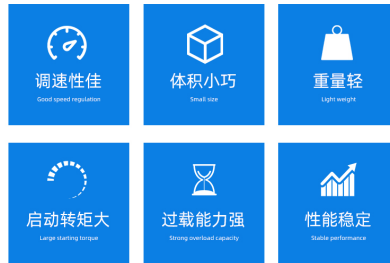 调速性佳
Good speed regulation
体积小巧
Small size
重量轻
Light weight
启动转矩大
Large starting torque
过载能力强
Strong overload capacity
性能稳定
Stable performance